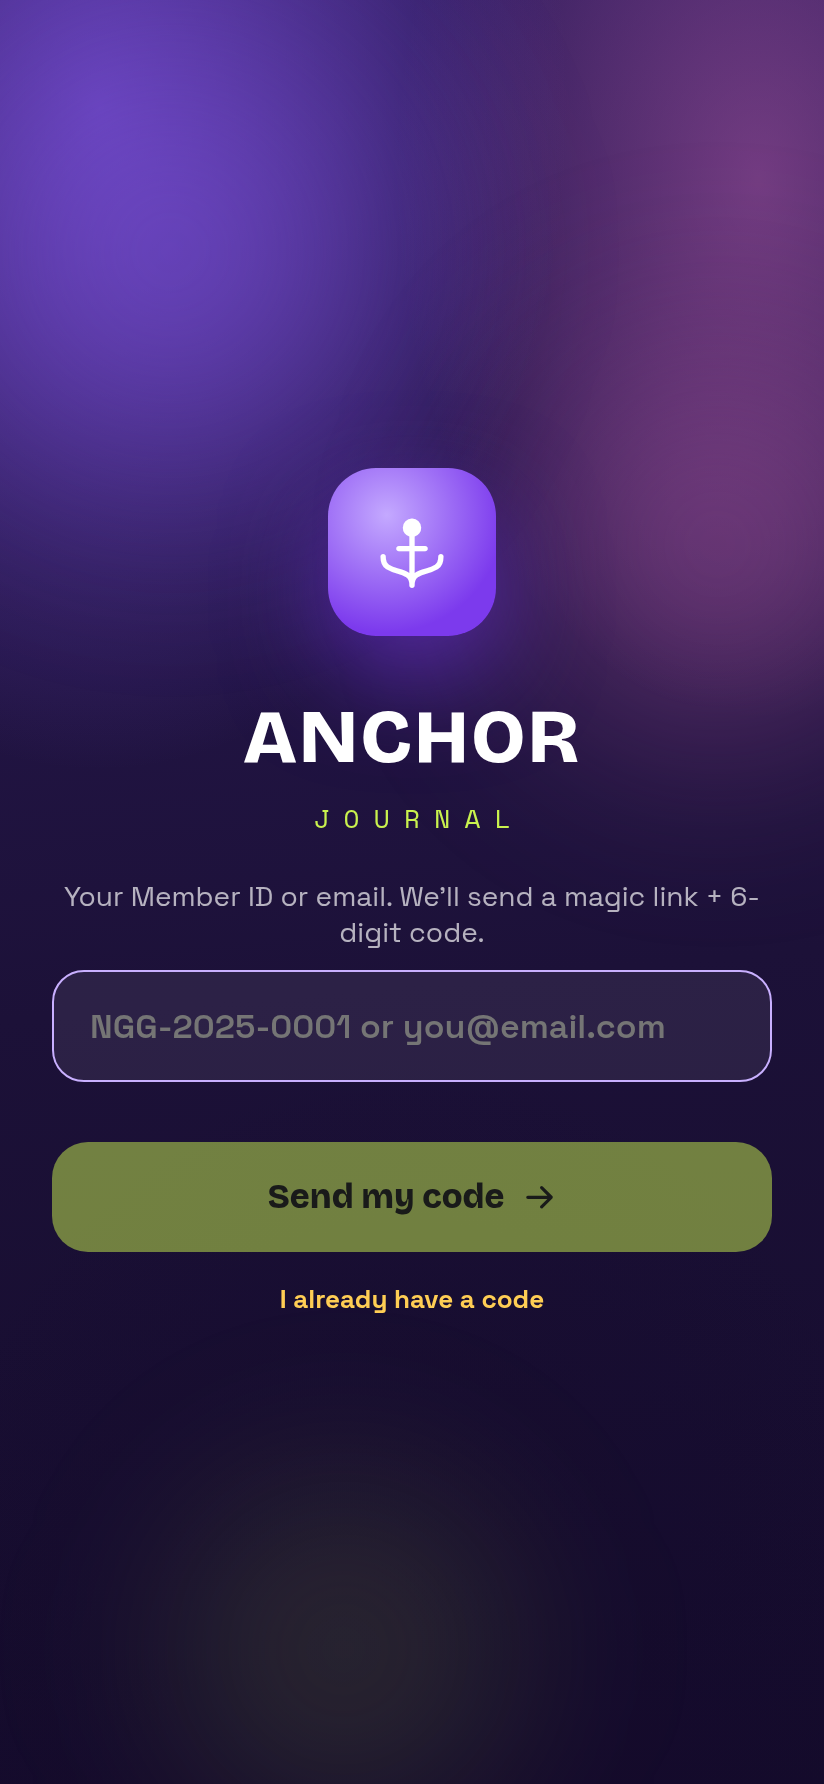 ANCHOR
JOURNAL
Your Member ID or email. We’ll send a magic link + 6-
digit code.
NGG-2025-0001 or you@email.com
Send my code →
I already have a code